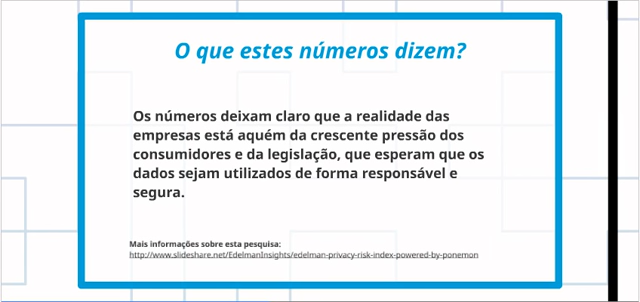 O que estes números dizem?
Os números deixam claro que a realidade das
empresas está aquém da crescente pressão dos
consumidores e da legislação, que esperam que os
dados sejam utilizados de forma responsável e
segura.
Mais informações sobre esta pesquisa:
http://www.slideshare.net/EdelmanInsights/edelman-privacy-risk-index-powered-by-ponemon